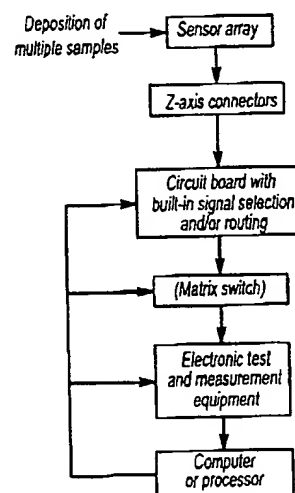 Deposition of
multiple samples
Sensor array
Z-axis connectors
Circuit board with
built-in signal selection
and/or routing
(Matrix switch)
Electronic test
and measurement
equipment
Computer
or processor